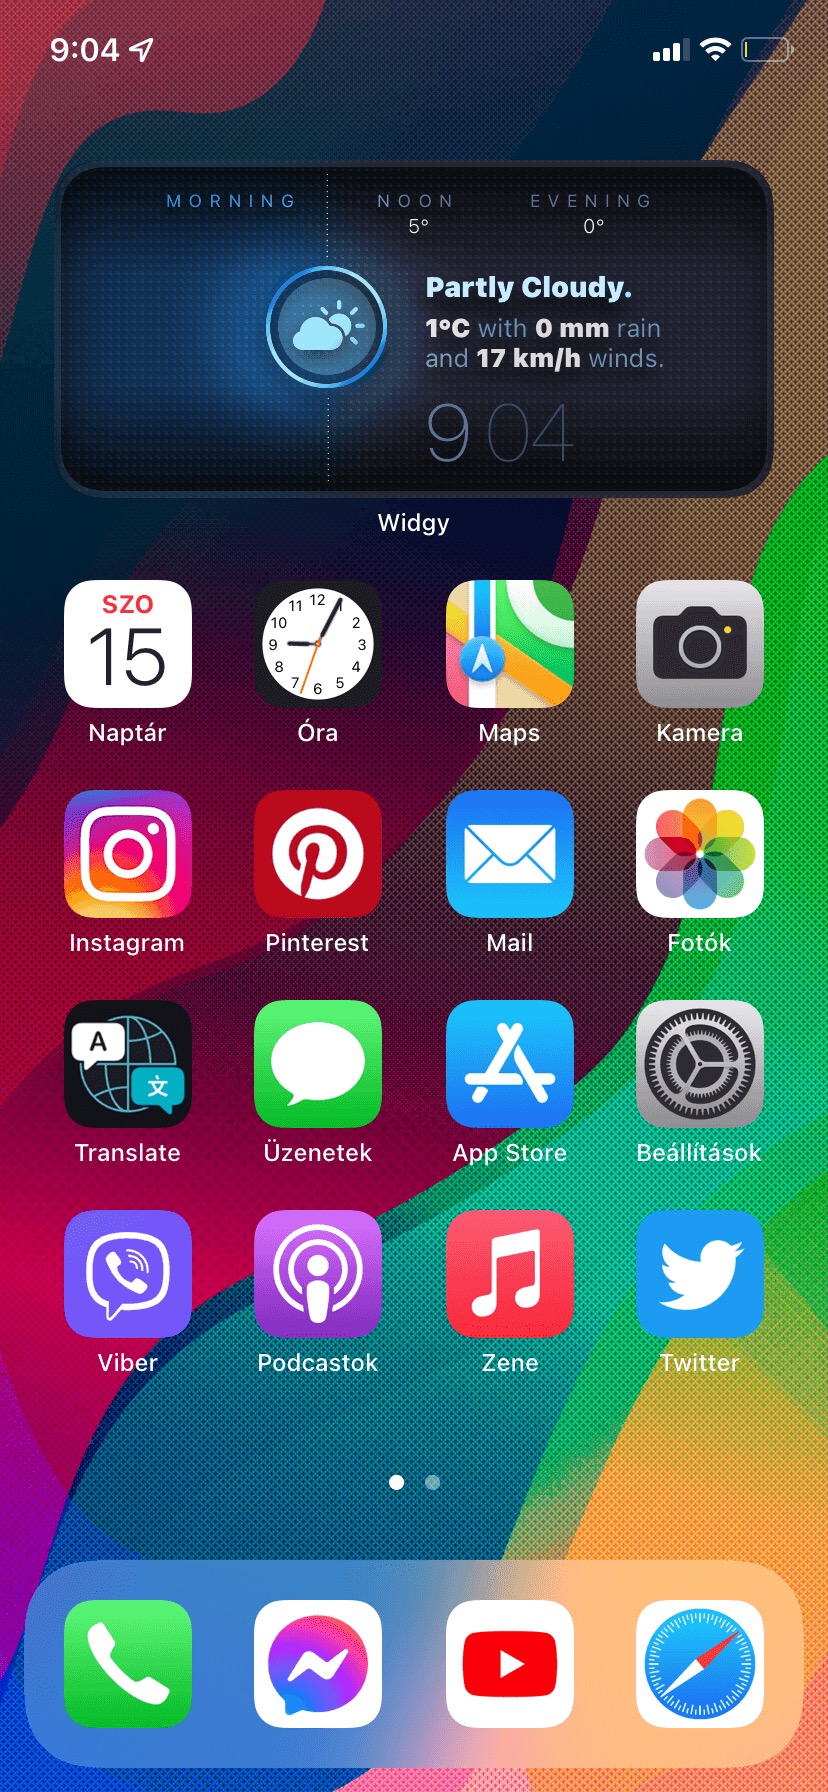 9:04
MORNING NOON EVENING
5° 0°
Partly Cloudy.
1°C with 0 mm rain
and 17 km/h winds.
9 04
Widgy
SZO
15
12
11 1
10 2
9 3
8 4
7 5
6
Naptár Óra Maps Kamera
Instagram Pinterest Mail Fotók
A
文
Translate Üzenetek App Store Beállítások
Viber Podcastok Zene Twitter